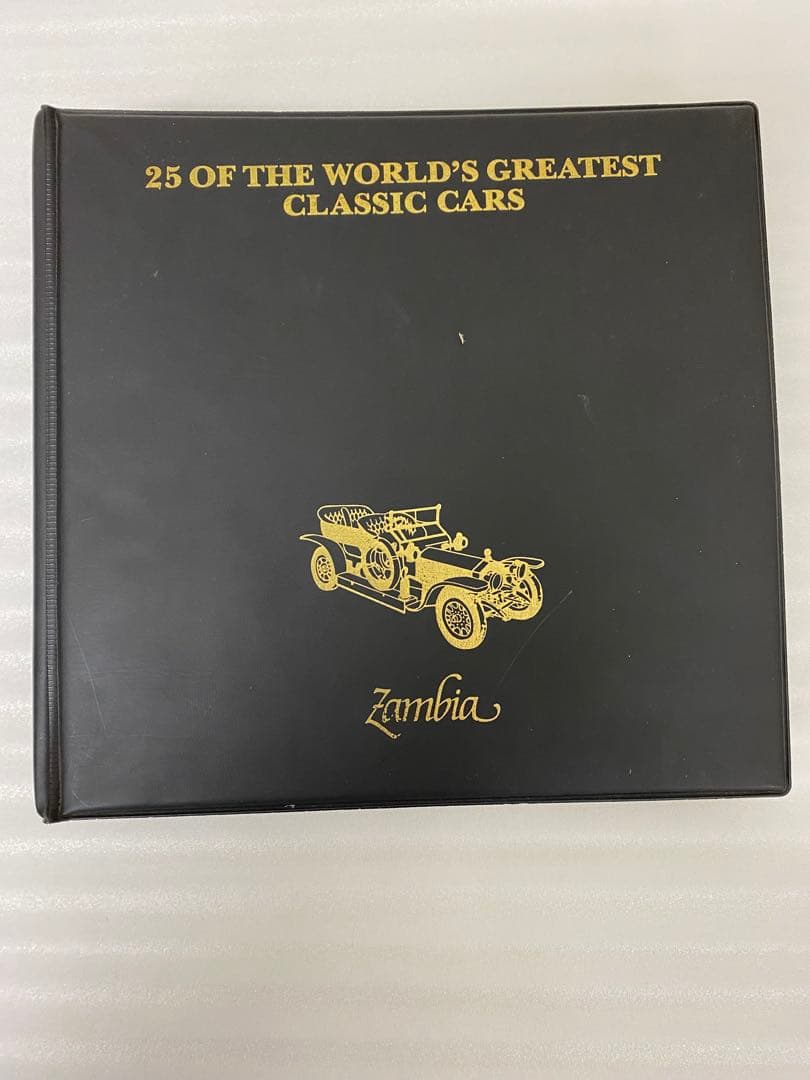 25 OF THE WORLD'S GREATEST
CLASSIC CARS
Zambia